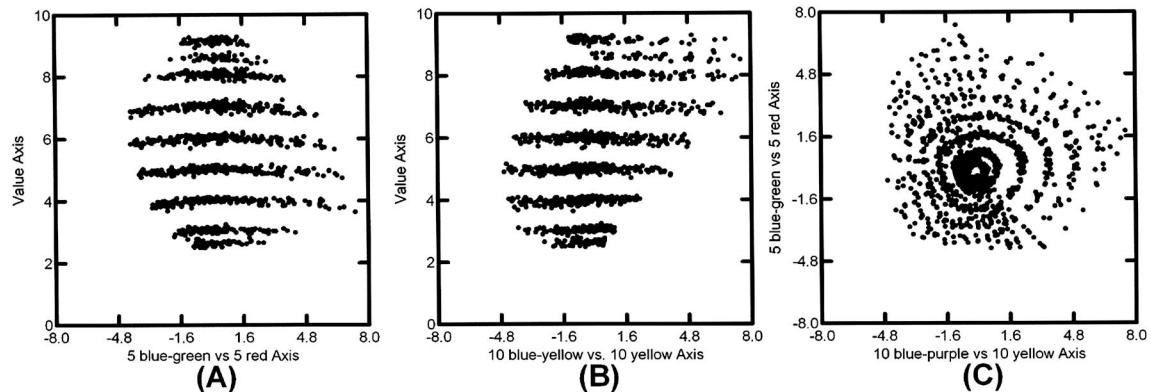 10
8
6
4
2
0
Value Axis
-8.0 -4.8 -1.6 1.6 4.8 8.0
5 blue-green vs 5 red Axis
(A)
10
8
6
4
2
0
Value Axis
-8.0 -4.8 -1.6 1.6 4.8 8.0
10 blue-yellow vs. 10 yellow Axis
(B)
8.0
4.8
1.6
-1.6
-4.8
-8.0
5 blue-green vs 5 red Axis
-8.0 -4.8 -1.6 1.6 4.8 8.0
10 blue-purple vs 10 yellow Axis
(C)